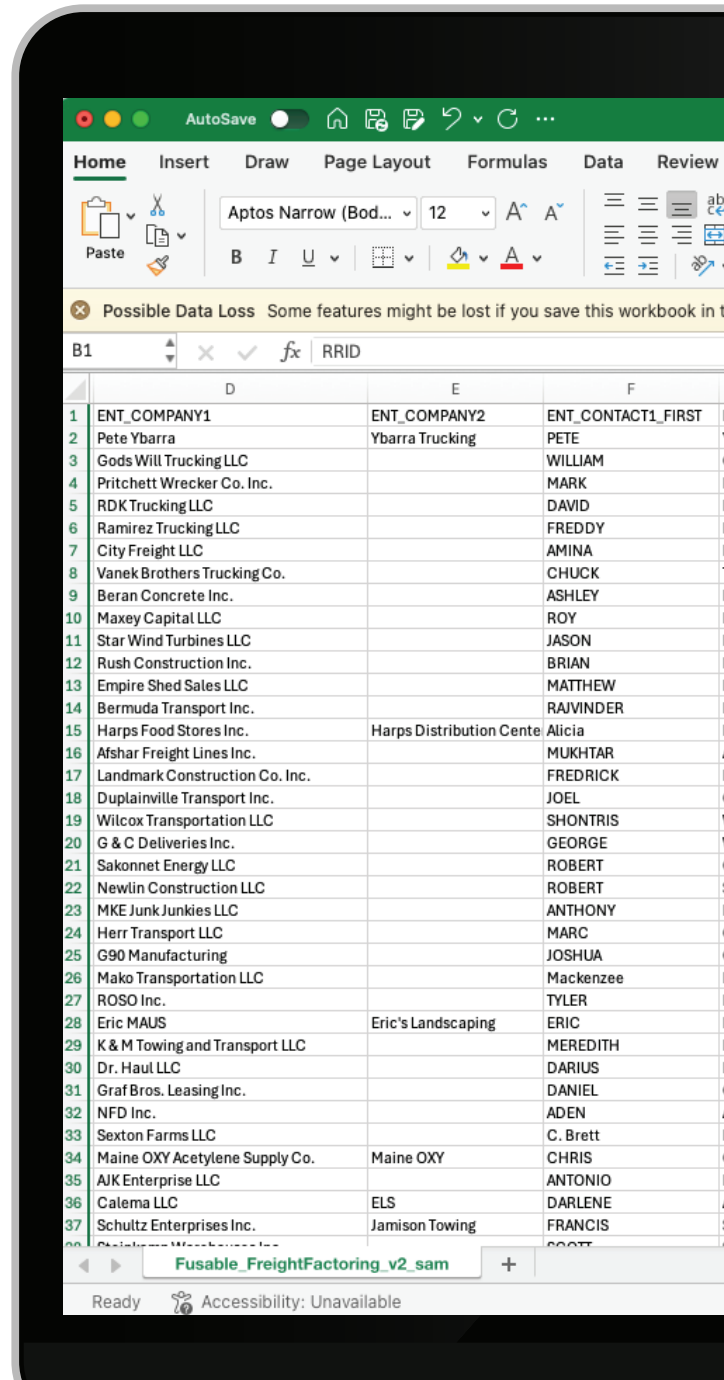 AutoSave
Home Insert Draw Page Layout Formulas Data Review
Paste Aptos Narrow (Bod... 12 A A ab
B I U A
Possible Data Loss Some features might be lost if you save this workbook in t
B1 fx RRID
D E F
1 ENT_COMPANY1 ENT_COMPANY2 ENT_CONTACT1_FIRST
2 Pete Ybarra Ybarra Trucking PETE
3 Gods Will Trucking LLC WILLIAM
4 Pritchett Wrecker Co. Inc. MARK
5 RDK Trucking LLC DAVID
6 Ramirez Trucking LLC FREDDY
7 City Freight LLC AMINA
8 Vanek Brothers Trucking Co. CHUCK
9 Beran Concrete Inc. ASHLEY
10 Maxey Capital LLC ROY
11 Star Wind Turbines LLC JASON
12 Rush Construction Inc. BRIAN
13 Empire Shed Sales LLC MATTHEW
14 Bermuda Transport Inc. RAJVINDER
15 Harps Food Stores Inc. Harps Distribution Cente Alicia
16 Afshar Freight Lines Inc. MUKHTAR
17 Landmark Construction Co. Inc. FREDRICK
18 Duplainville Transport Inc. JOEL
19 Wilcox Transportation LLC SHONTRIS
20 G & C Deliveries Inc. GEORGE
21 Sakonnet Energy LLC ROBERT
22 Newlin Construction LLC ROBERT
23 MKE Junk Junkies LLC ANTHONY
24 Herr Transport LLC MARC
25 G90 Manufacturing JOSHUA
26 Mako Transportation LLC Mackenzee
27 ROSO Inc. TYLER
28 Eric MAUS Eric's Landscaping ERIC
29 K & M Towing and Transport LLC MEREDITH
30 Dr. Haul LLC DARIUS
31 Graf Bros. Leasing Inc. DANIEL
32 NFD Inc. ADEN
33 Sexton Farms LLC C. Brett
34 Maine OXY Acetylene Supply Co. Maine OXY CHRIS
35 AJK Enterprise LLC ANTONIO
36 Calema LLC ELS DARLENE
37 Schultz Enterprises Inc. Jamison Towing FRANCIS
Fusable_FreightFactoring_v2_sam +
Ready Accessibility: Unavailable